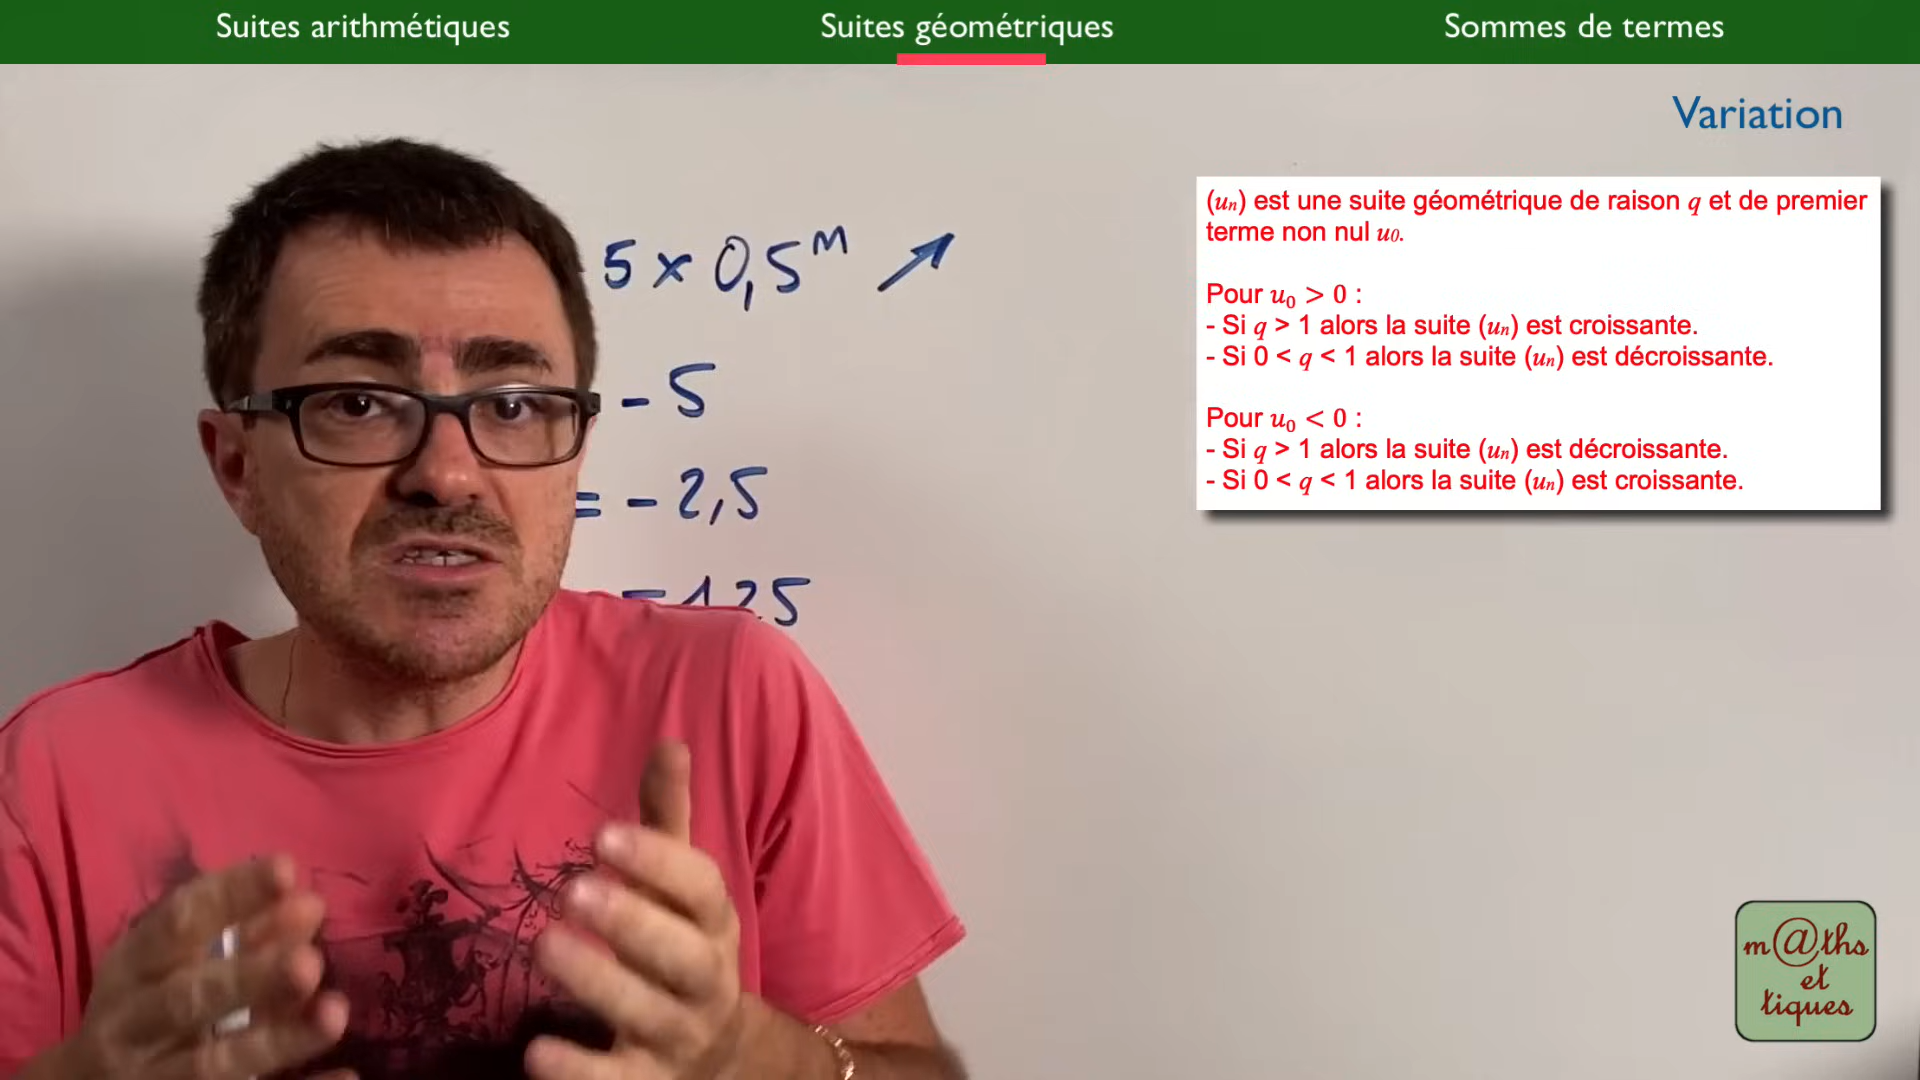 Suites arithmétiques
Suites géométriques
Sommes de termes
Variation
(un) est une suite géométrique de raison q et de premier
terme non nul u0.
Pour u0 > 0 :
- Si q > 1 alors la suite (un) est croissante.
- Si 0 < q < 1 alors la suite (un) est décroissante.
Pour u0 < 0 :
- Si q > 1 alors la suite (un) est décroissante.
- Si 0 < q < 1 alors la suite (un) est croissante.
5 × 0,5ⁿ ↗
- 5
= - 2,5
m@ths
et
tiques